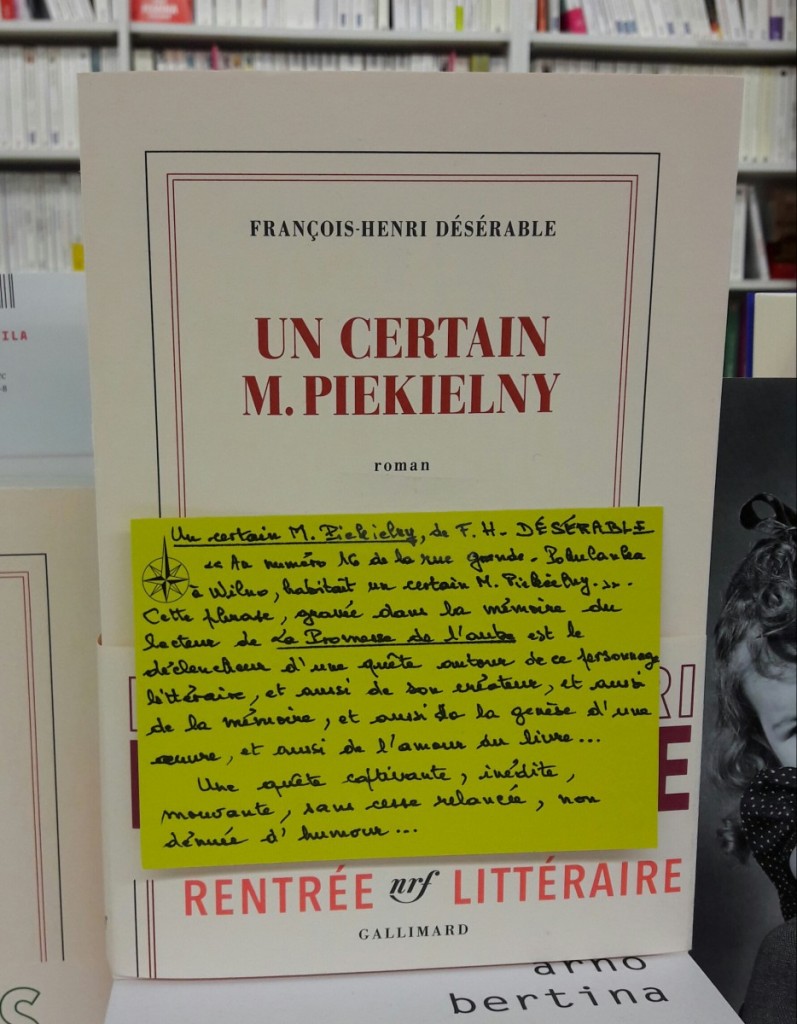 FRANÇOIS-HENRI DÉSÉRABLE
UN CERTAIN
M. PIEKIELNY
roman
Un certain M. Piekielny, de F. H. DÉSÉRABLE
"Au numéro 16 de la rue grande. Pohulanka
à Wilno, habitait un certain M. Piekielny."
Cette phrase, gravée dans la mémoire du
lecteur de La Promesse de l'aube est le
déclencheur d'une quête autour de ce personnage
littéraire, et aussi de son créateur, et aussi
de la mémoire, et aussi de la genèse d'une
œuvre, et aussi de l'amour du livre...
Une quête captivante, inédite,
mouvante, sans cesse relancée, non
dénuée d'humour...
RI
E
RENTRÉE nrf LITTÉRAIRE
GALLIMARD
arno
bertina
ILA
S